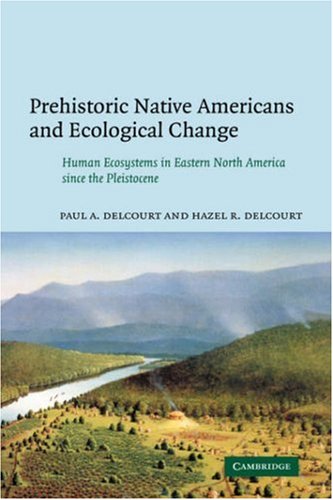 Prehistoric Native Americans
and Ecological Change
Human Ecosystems in Eastern North America
since the Pleistocene
PAUL A. DELCOURT AND HAZEL R. DELCOURT
CAMBRIDGE